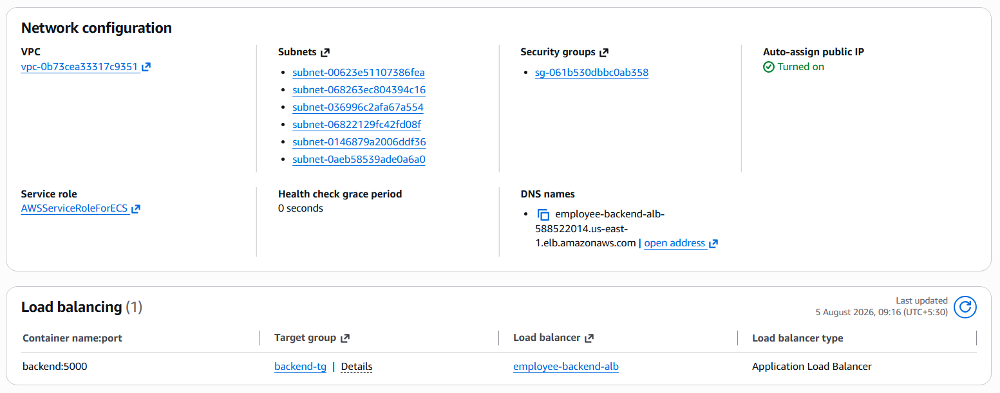 Network configuration
VPC
vpc-0b73cea33317c9351
Subnets
subnet-00623e51107386fea
subnet-068263ec804394c16
subnet-036996c2afa67a554
subnet-06822129fc42fd08f
subnet-0146879a2006ddf36
subnet-0aeb58539ade0a6a0
Security groups
sg-061b530dbbc0ab358
Auto-assign public IP
Turned on
Service role
AWSServiceRoleForECS
Health check grace period
0 seconds
DNS names
employee-backend-alb-
588522014.us-east-
1.elb.amazonaws.com | open address
Load balancing (1)
Last updated
5 August 2026, 09:16 (UTC+5:30)
Container name:port
Target group
Load balancer
Load balancer type
backend:5000
backend-tg | Details
employee-backend-alb
Application Load Balancer